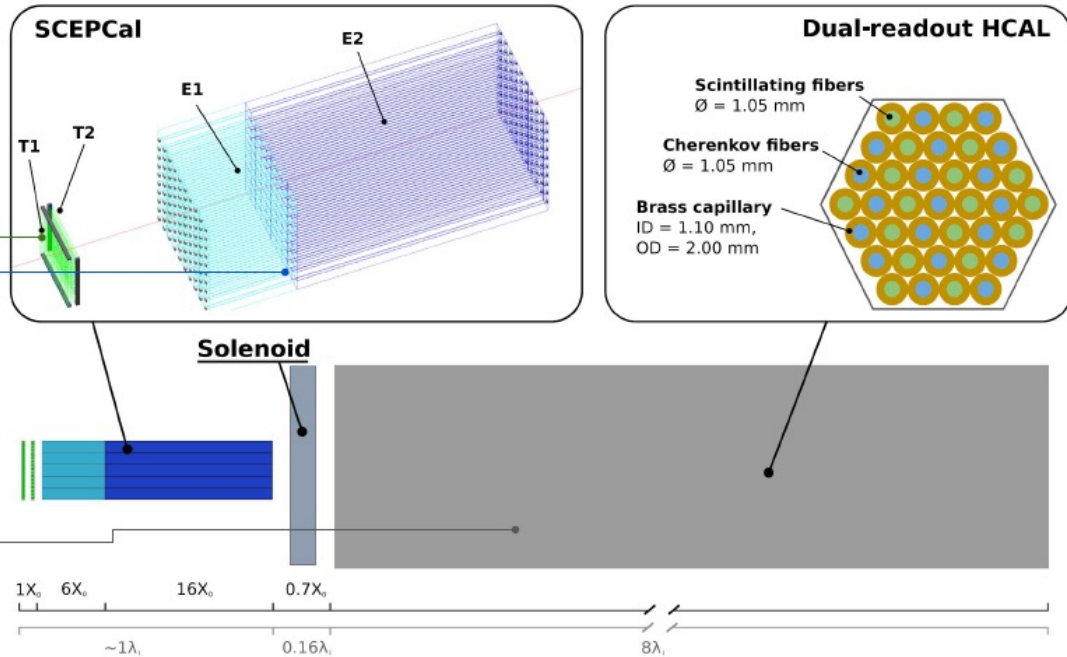 SCEPCal
E2
E1
T2
T1
Dual-readout HCAL
Scintillating fibers
Ø = 1.05 mm
Cherenkov fibers
Ø = 1.05 mm
Brass capillary
ID = 1.10 mm,
OD = 2.00 mm
Solenoid
1X₀ 6X₀ 16X₀ 0.7X₀
~1λᵢ 0.16λᵢ 8λᵢ